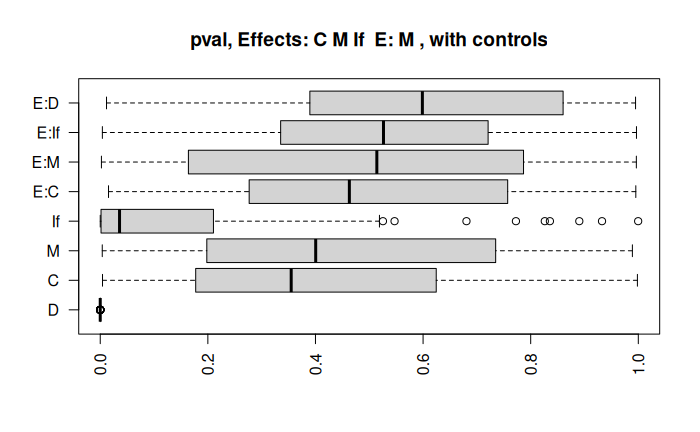 pval, Effects: C M If  E: M , with controls
E:D
E:If
E:M
E:C
If
M
C
D
0.0 0.2 0.4 0.6 0.8 1.0